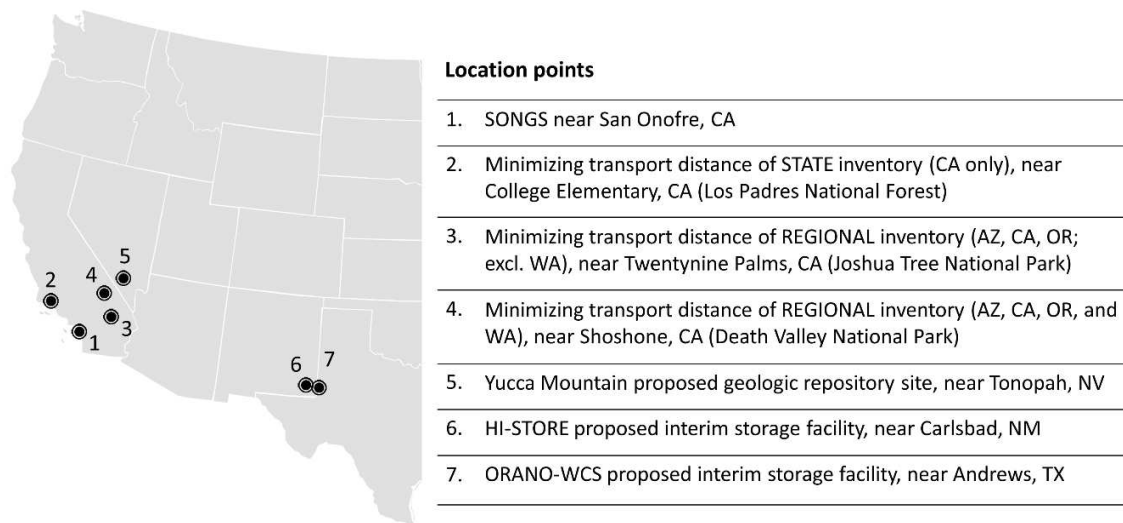 Location points
1. SONGS near San Onofre, CA
2. Minimizing transport distance of STATE inventory (CA only), near
College Elementary, CA (Los Padres National Forest)
3. Minimizing transport distance of REGIONAL inventory (AZ, CA, OR;
excl. WA), near Twentynine Palms, CA (Joshua Tree National Park)
4. Minimizing transport distance of REGIONAL inventory (AZ, CA, OR, and
WA), near Shoshone, CA (Death Valley National Park)
5. Yucca Mountain proposed geologic repository site, near Tonopah, NV
6. HI-STORE proposed interim storage facility, near Carlsbad, NM
7. ORANO-WCS proposed interim storage facility, near Andrews, TX
5
4
2
3
1
6
7